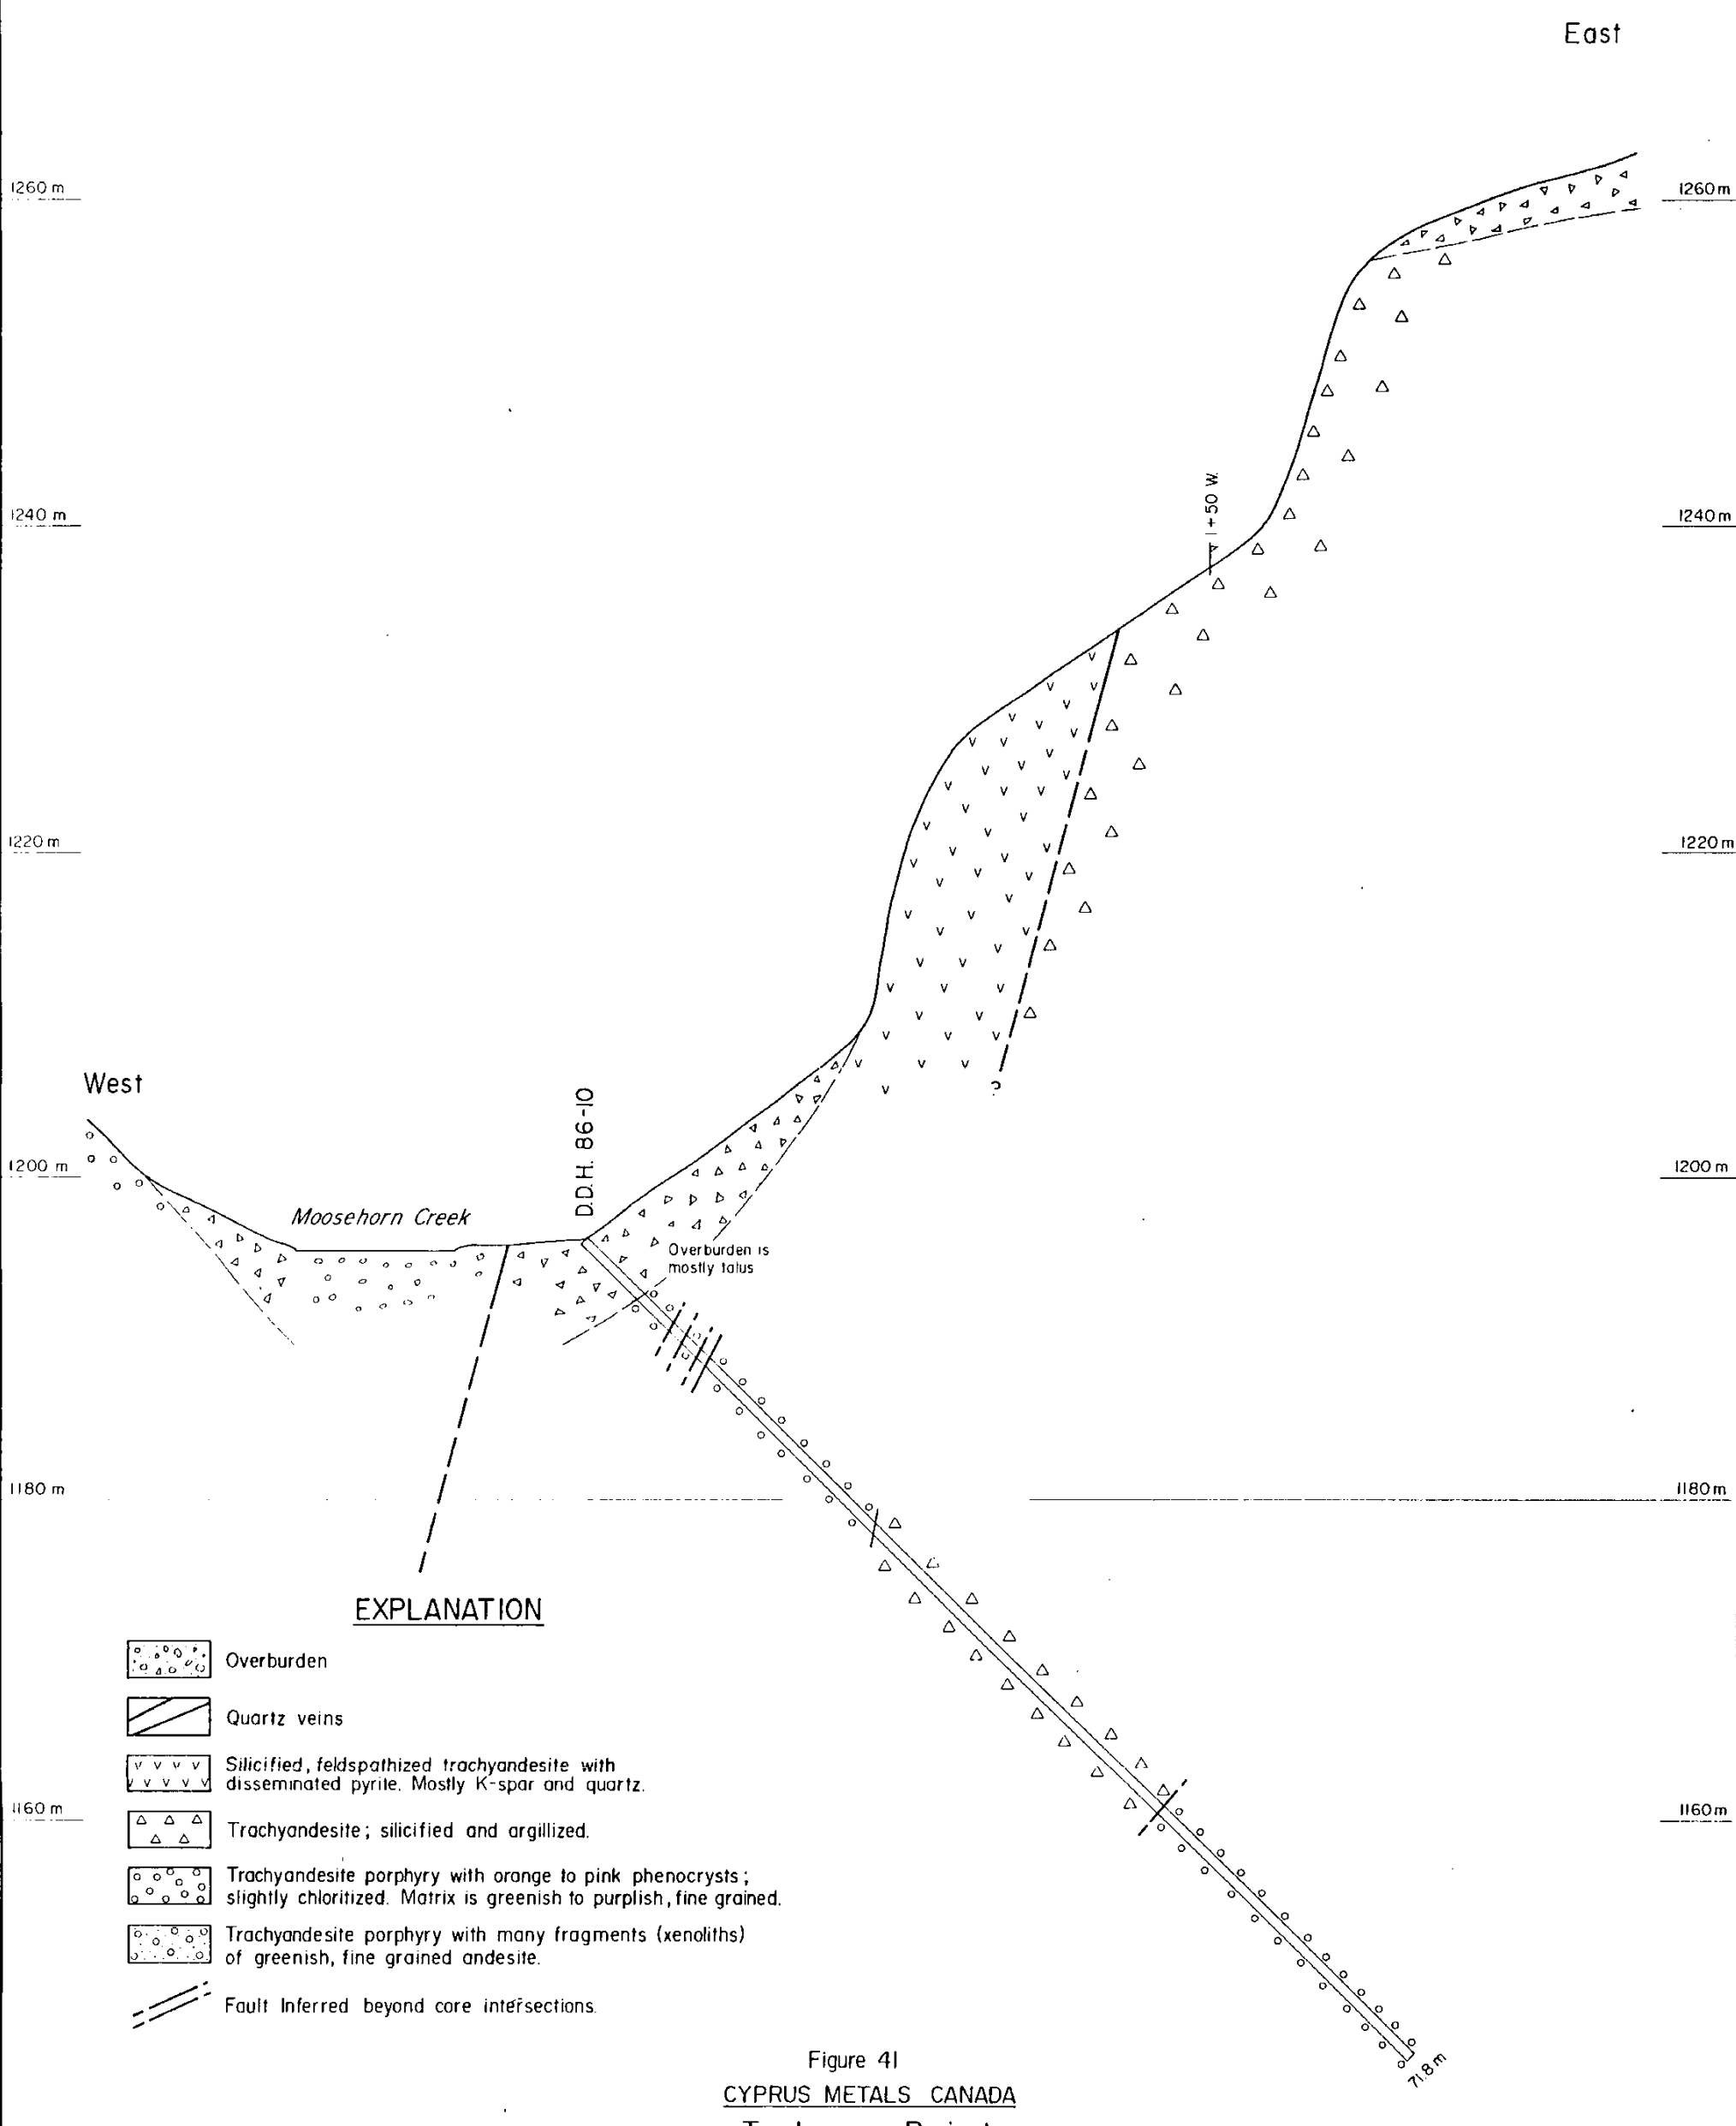 East
1260 m
1260 m
1+50 W.
1240 m
1240 m
1220 m
1220 m
West
D.D.H. 86-10
1200 m
1200 m
Moosehorn Creek
Overburden is
mostly talus
?
1180 m
1180 m
EXPLANATION
Overburden
Quartz veins
Silicified, feldspathized trachyandesite with
disseminated pyrite. Mostly K-spar and quartz.
1160 m
1160 m
Trachyandesite; silicified and argillized.
Trachyandesite porphyry with orange to pink phenocrysts;
slightly chloritized. Matrix is greenish to purplish, fine grained.
Trachyandesite porphyry with many fragments (xenoliths)
of greenish, fine grained andesite.
Fault Inferred beyond core intersections.
71.8 m
Figure 41
CYPRUS METALS CANADA